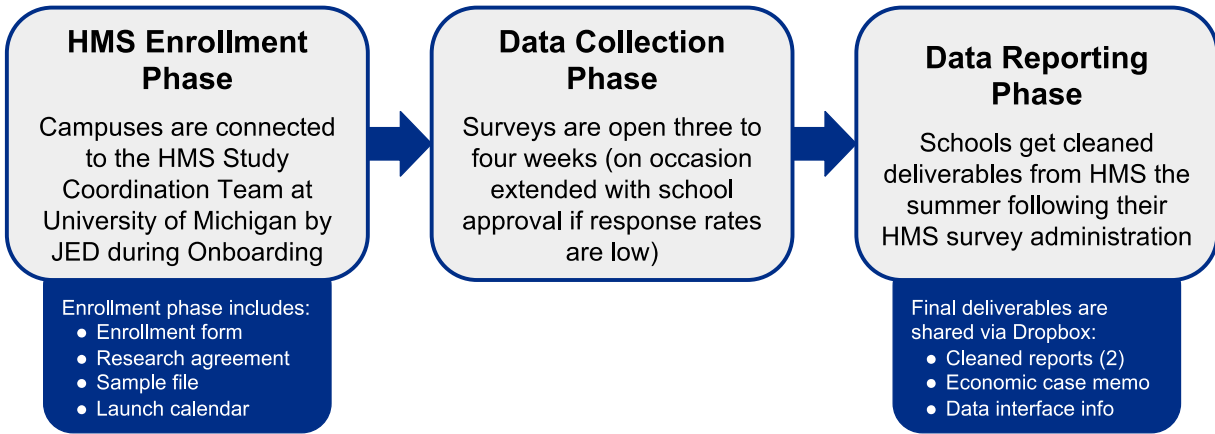 HMS Enrollment
Phase
Campuses are connected
to the HMS Study
Coordination Team at
University of Michigan by
JED during Onboarding
Enrollment phase includes:
● Enrollment form
● Research agreement
● Sample file
● Launch calendar
Data Collection
Phase
Surveys are open three to
four weeks (on occasion
extended with school
approval if response rates
are low)
Data Reporting
Phase
Schools get cleaned
deliverables from HMS the
summer following their
HMS survey administration
Final deliverables are
shared via Dropbox:
● Cleaned reports (2)
● Economic case memo
● Data interface info